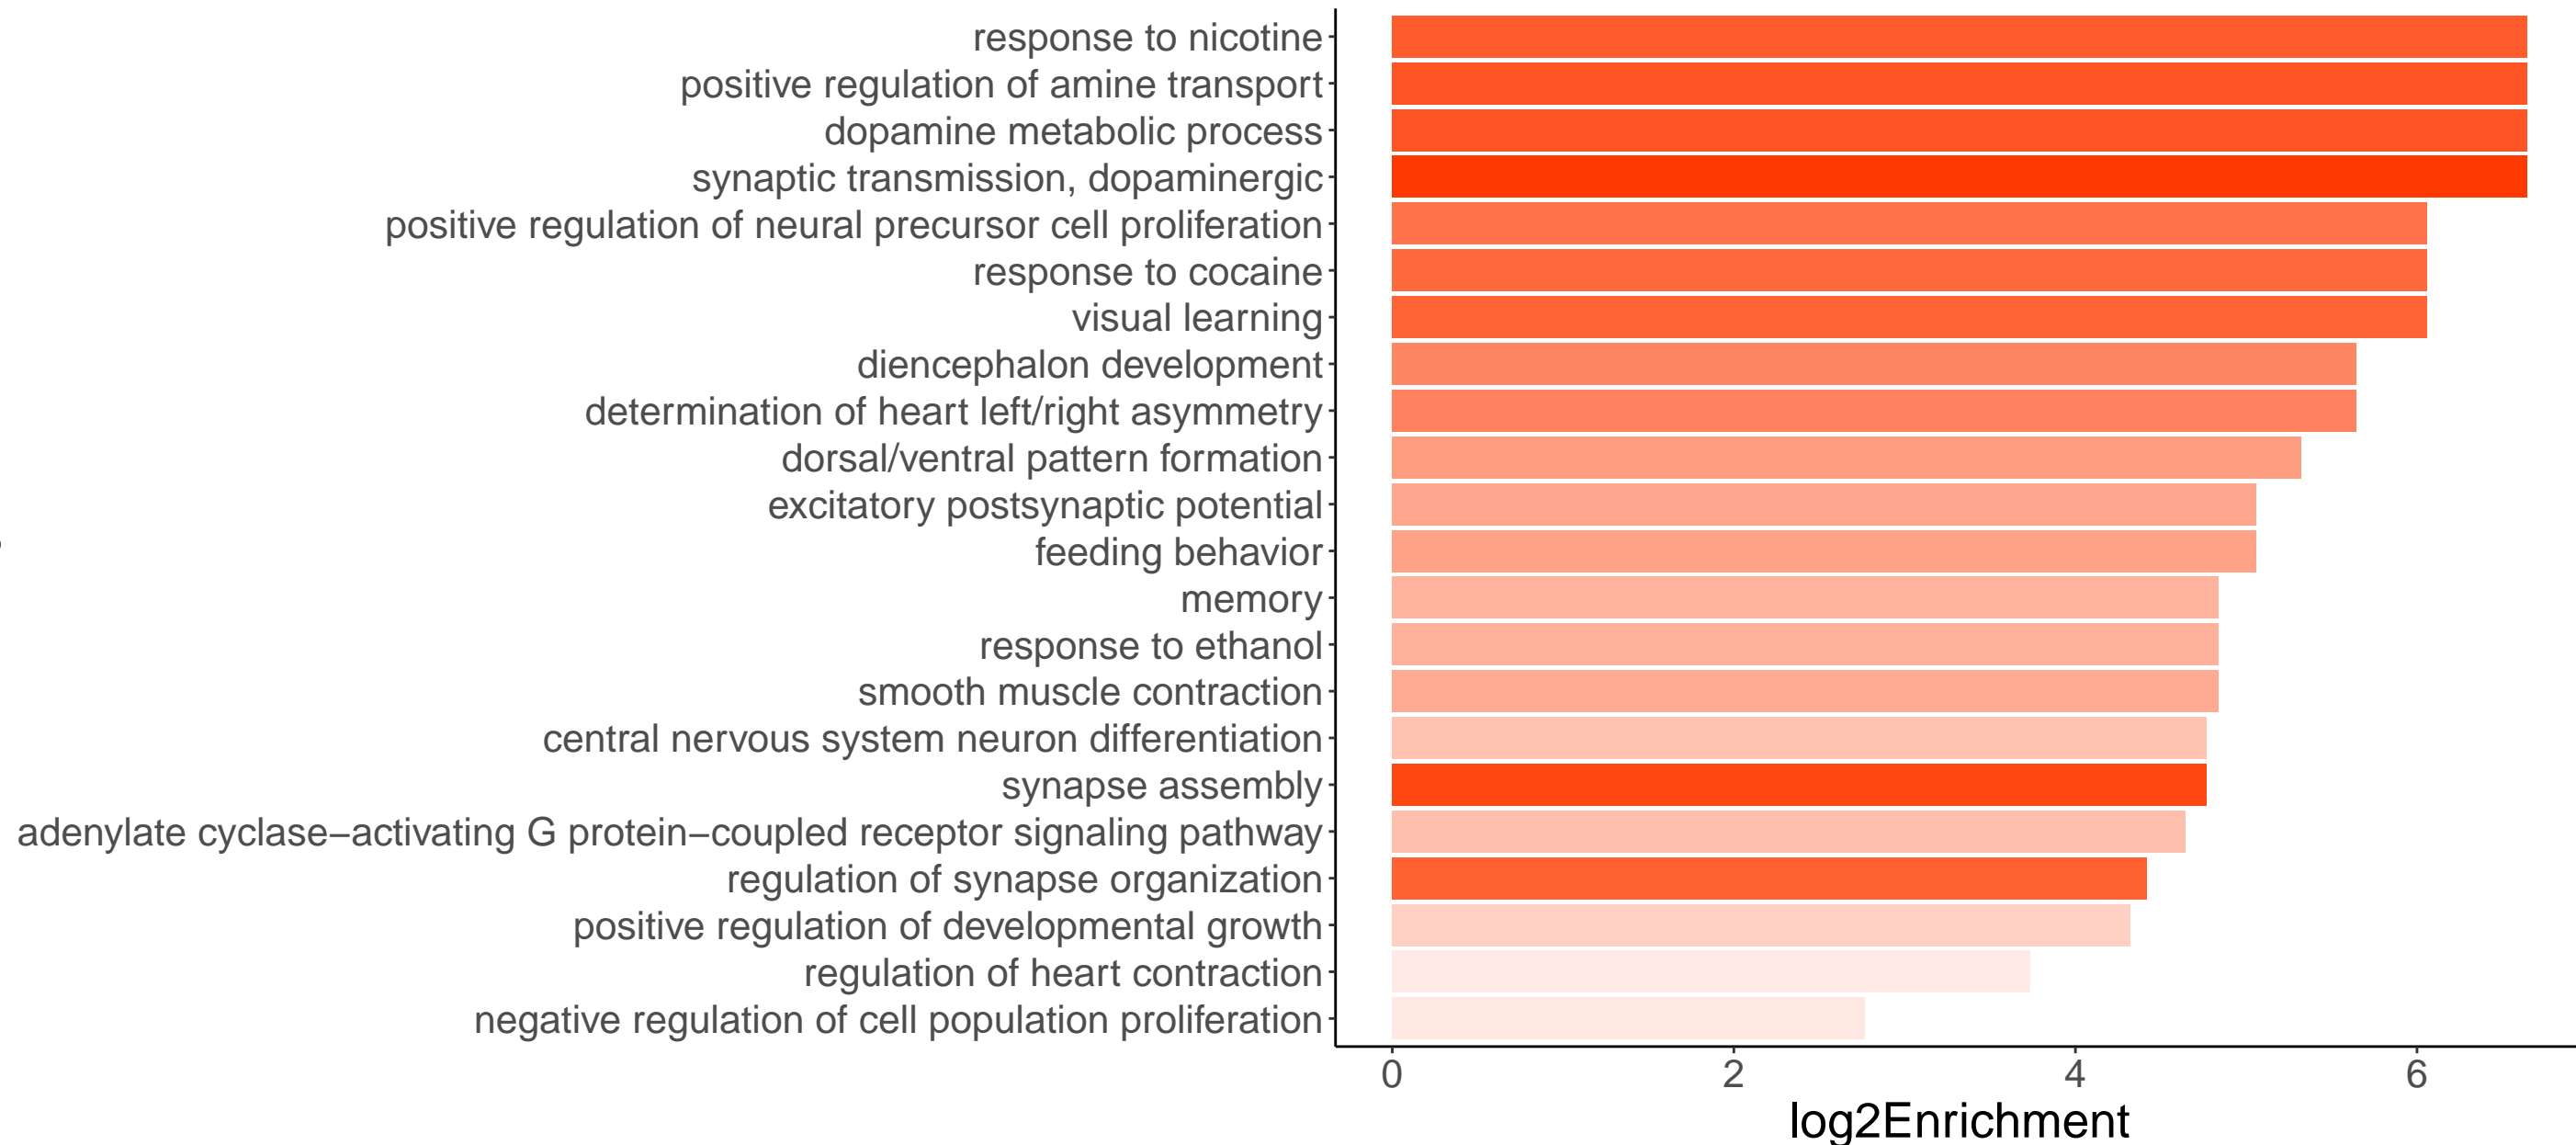 response to nicotine
positive regulation of amine transport
dopamine metabolic process
synaptic transmission, dopaminergic
positive regulation of neural precursor cell proliferation
response to cocaine
visual learning
diencephalon development
determination of heart left/right asymmetry
dorsal/ventral pattern formation
excitatory postsynaptic potential
feeding behavior
memory
response to ethanol
smooth muscle contraction
central nervous system neuron differentiation
synapse assembly
adenylate cyclase−activating G protein−coupled receptor signaling pathway
regulation of synapse organization
positive regulation of developmental growth
regulation of heart contraction
negative regulation of cell population proliferation
0 2 4 6
log2Enrichment